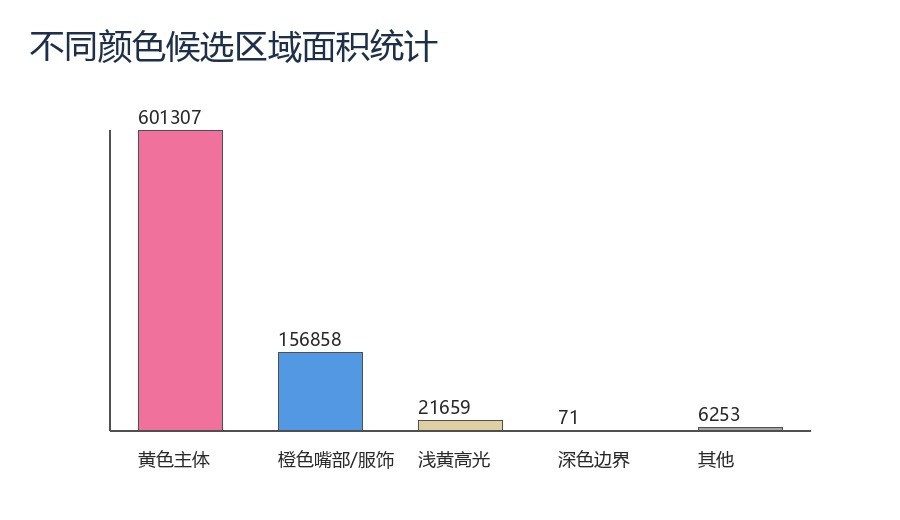 不同颜色候选区域面积统计
601307
156858
21659
71
6253
黄色主体
橙色嘴部/服饰
浅黄高光
深色边界
其他